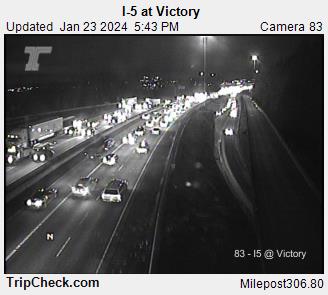 I-5 at Victory
Updated Jan 23 2024 5:43 PM Camera 83
N
83 - I5 @ Victory
TripCheck.com Milepost306.80